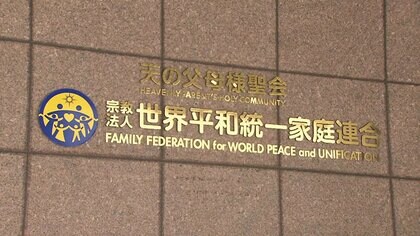 天の父母様聖会
HEAVENLY PARENT'S HOLY COMMUNITY
宗教法人 世界平和統一家庭連合
FAMILY FEDERATION for WORLD PEACE and UNIFICATION